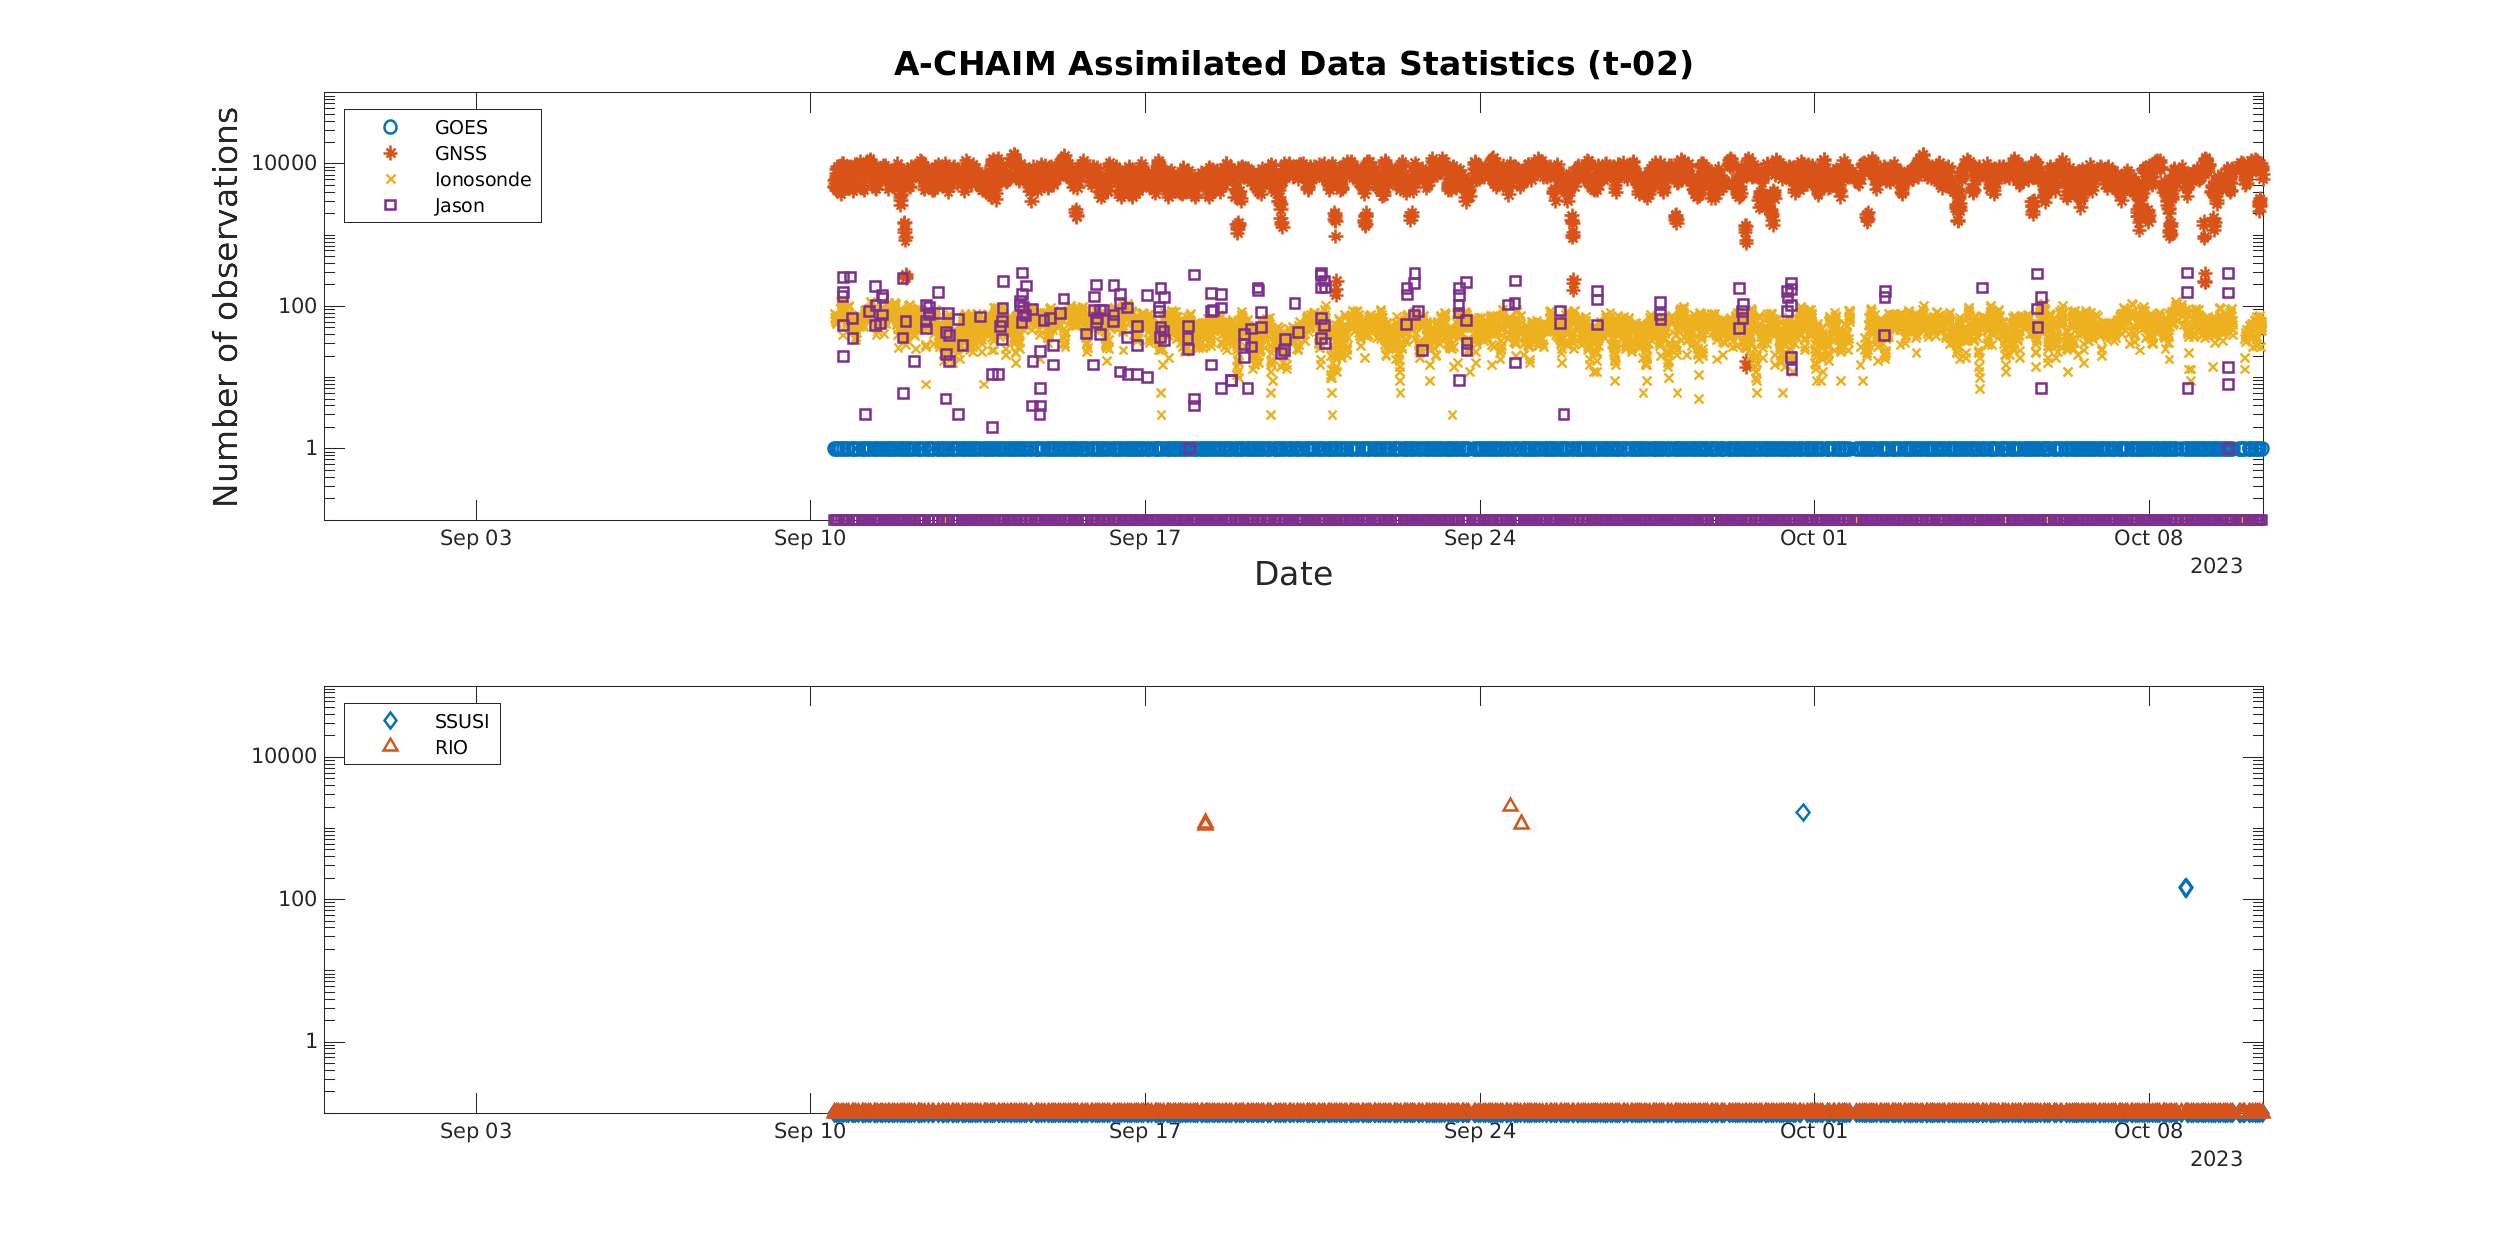 A-CHAIM Assimilated Data Statistics (t-02)
Number of observations
10000
100
1
GOES
GNSS
Ionosonde
Jason
Sep 03
Sep 10
Sep 17
Sep 24
Oct 01
Oct 08
2023
Date
10000
100
1
SSUSI
RIO
Sep 03
Sep 10
Sep 17
Sep 24
Oct 01
Oct 08
2023